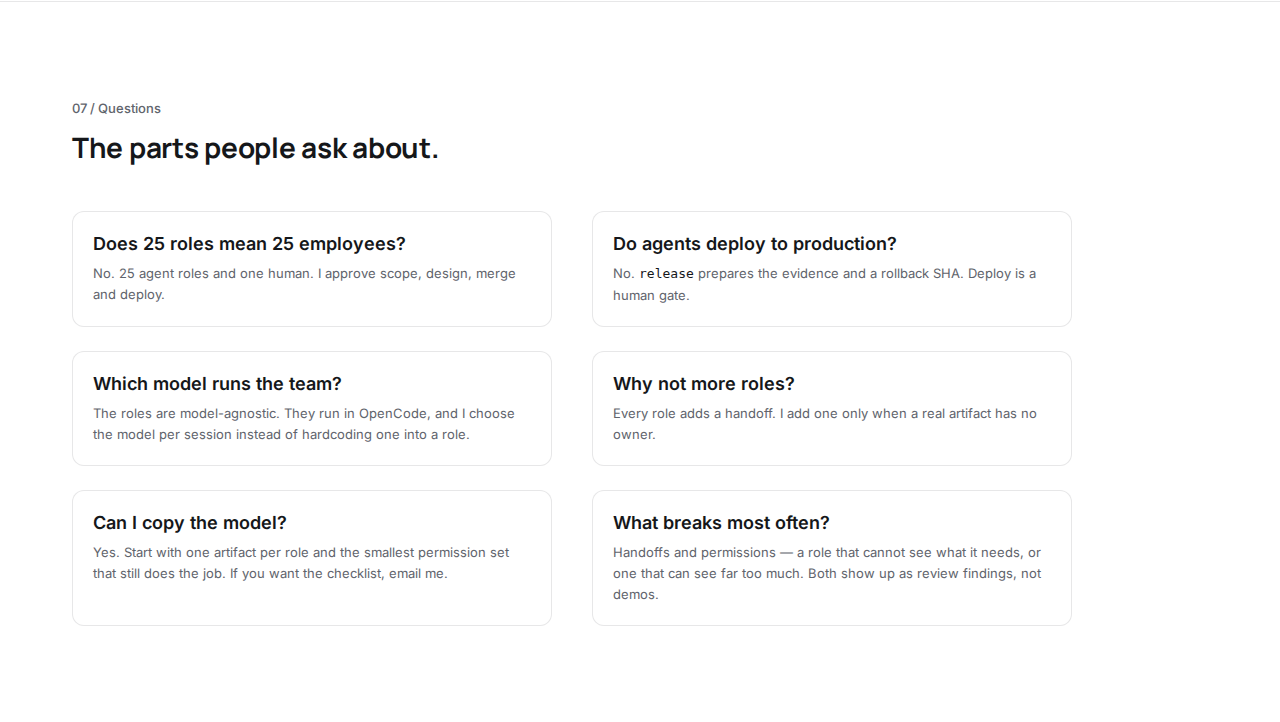 07 / Questions
The parts people ask about.
Does 25 roles mean 25 employees?
No. 25 agent roles and one human. I approve scope, design, merge
and deploy.
Do agents deploy to production?
No. release prepares the evidence and a rollback SHA. Deploy is a
human gate.
Which model runs the team?
The roles are model-agnostic. They run in OpenCode, and I choose
the model per session instead of hardcoding one into a role.
Why not more roles?
Every role adds a handoff. I add one only when a real artifact has no
owner.
Can I copy the model?
Yes. Start with one artifact per role and the smallest permission set
that still does the job. If you want the checklist, email me.
What breaks most often?
Handoffs and permissions — a role that cannot see what it needs, or
one that can see far too much. Both show up as review findings, not
demos.